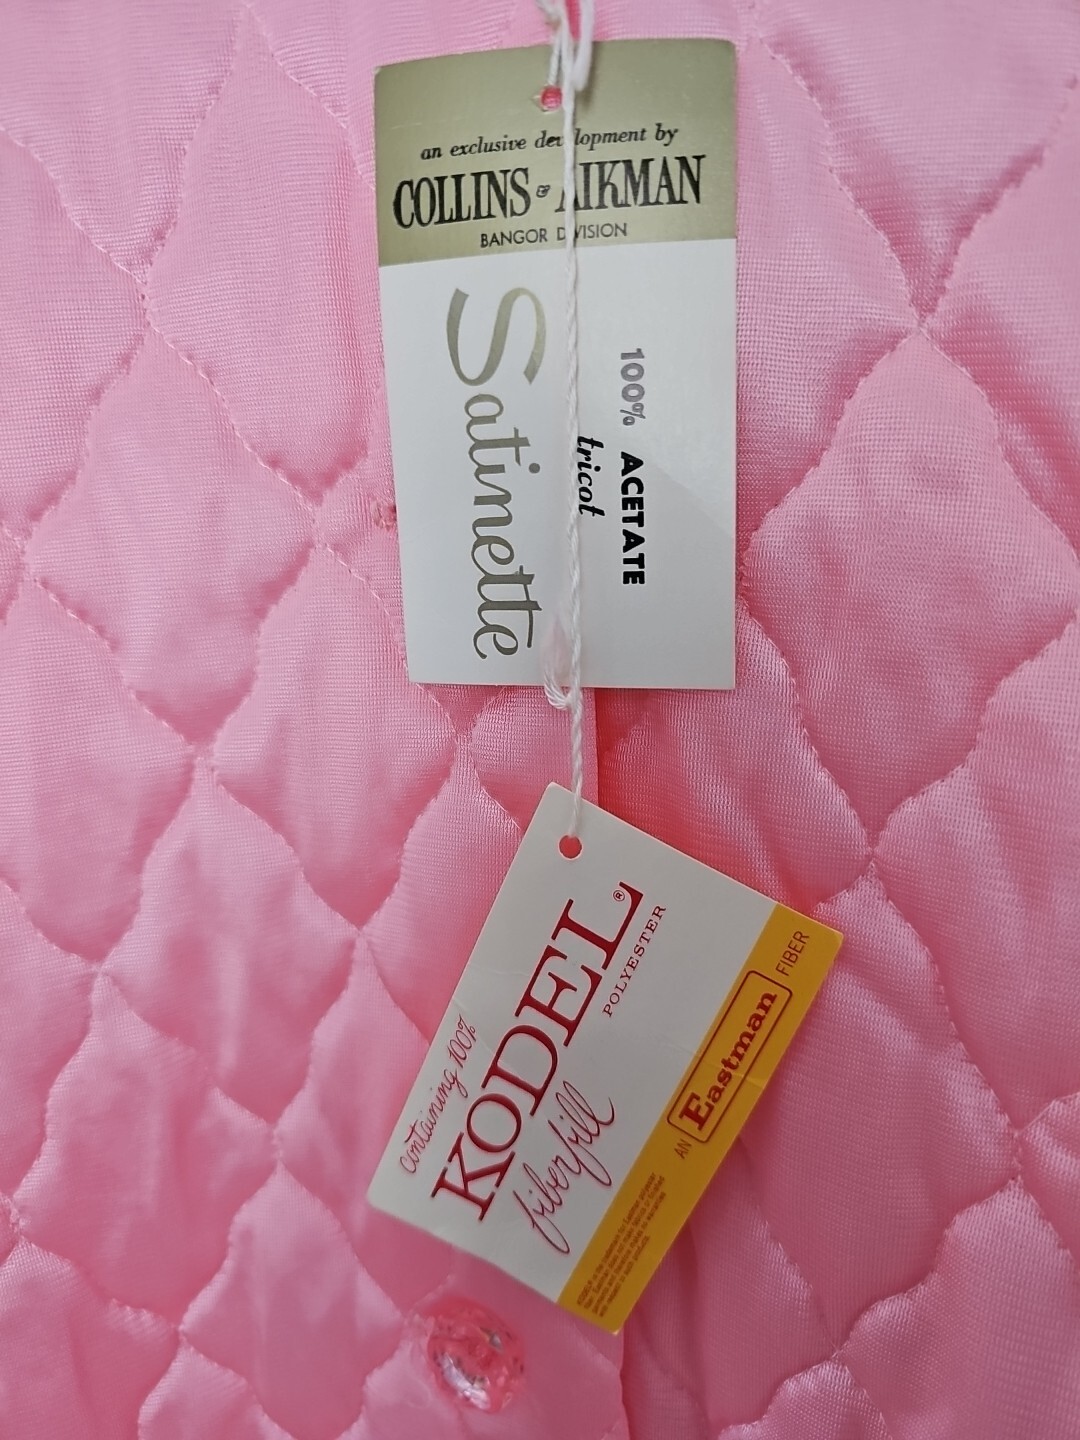 an exclusive development by
COLLINS & AIKMAN
BANGOR DIVISION
Satinette
100% ACETATE
tricot
containing 100%
KODEL®
POLYESTER
fiberfill
AN Eastman FIBER